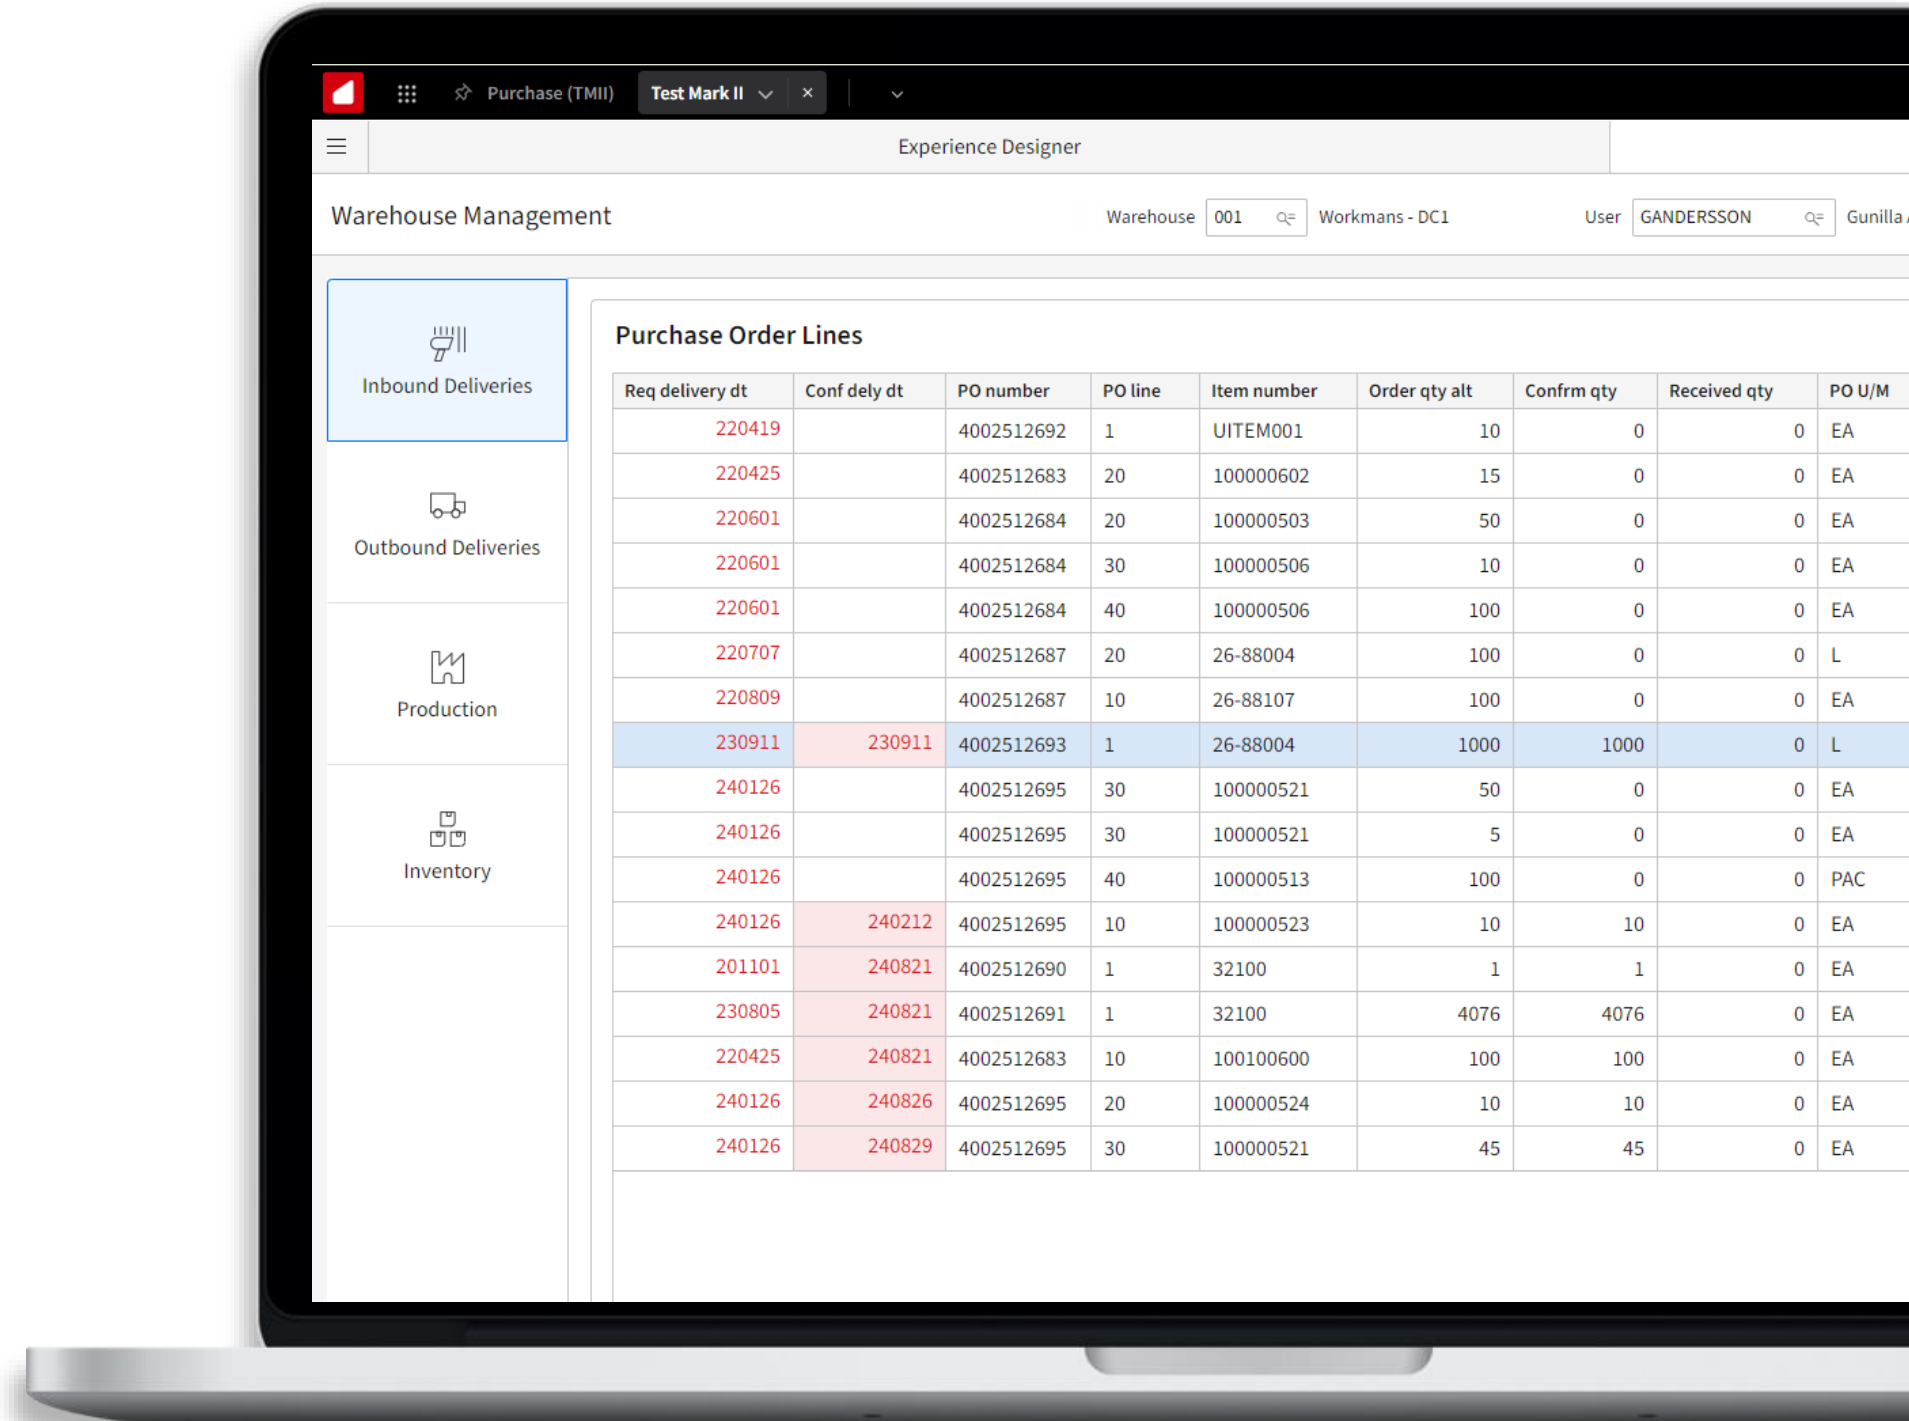 Purchase (TMII) Test Mark II
Experience Designer
Warehouse Management Warehouse 001 Workmans - DC1 User GANDERSSON Gunilla
Inbound Deliveries
Outbound Deliveries
Production
Inventory
Purchase Order Lines
Req delivery dt Conf dely dt PO number PO line Item number Order qty alt Confrm qty Received qty PO U/M
220419 4002512692 1 UITEM001 10 0 0 EA
220425 4002512683 20 100000602 15 0 0 EA
220601 4002512684 20 100000503 50 0 0 EA
220601 4002512684 30 100000506 10 0 0 EA
220601 4002512684 40 100000506 100 0 0 EA
220707 4002512687 20 26-88004 100 0 0 L
220809 4002512687 10 26-88107 100 0 0 EA
230911 230911 4002512693 1 26-88004 1000 1000 0 L
240126 4002512695 30 100000521 50 0 0 EA
240126 4002512695 30 100000521 5 0 0 EA
240126 4002512695 40 100000513 100 0 0 PAC
240126 240212 4002512695 10 100000523 10 10 0 EA
201101 240821 4002512690 1 32100 1 1 0 EA
230805 240821 4002512691 1 32100 4076 4076 0 EA
220425 240821 4002512683 10 100100600 100 100 0 EA
240126 240826 4002512695 20 100000524 10 10 0 EA
240126 240829 4002512695 30 100000521 45 45 0 EA